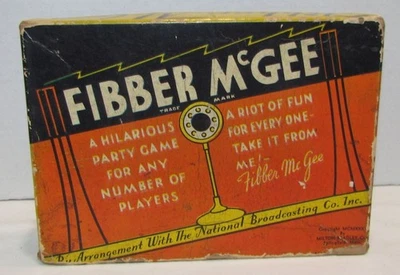 FIBBER McGEE
TRADE MARK
A HILARIOUS
PARTY GAME
FOR ANY
NUMBER OF
PLAYERS
A RIOT OF FUN
FOR EVERY ONE-
TAKE IT FROM
ME!-
Fibber McGee
Arrangement With The National Broadcasting Co. Inc.